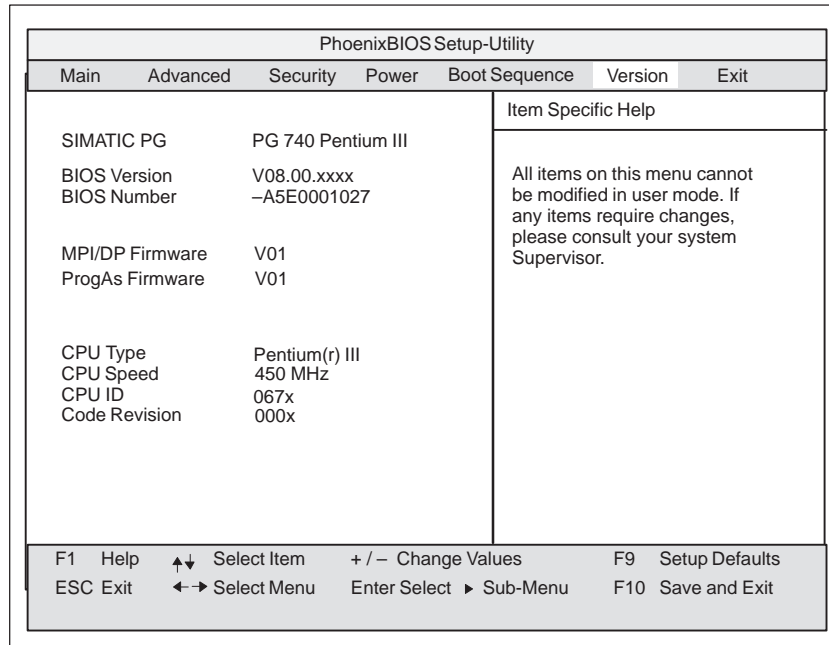 PhoenixBIOS Setup-Utility
Main Advanced Security Power Boot Sequence Version Exit
Item Specific Help
SIMATIC PG PG 740 Pentium III
BIOS Version V08.00.xxxx
BIOS Number –A5E0001027
MPI/DP Firmware V01
ProgAs Firmware V01
CPU Type Pentium(r) III
CPU Speed 450 MHz
CPU ID 067x
Code Revision 000x
All items on this menu cannot
be modified in user mode. If
any items require changes,
please consult your system
Supervisor.
F1 Help Select Item + / – Change Values F9 Setup Defaults
ESC Exit Select Menu Enter Select Sub-Menu F10 Save and Exit